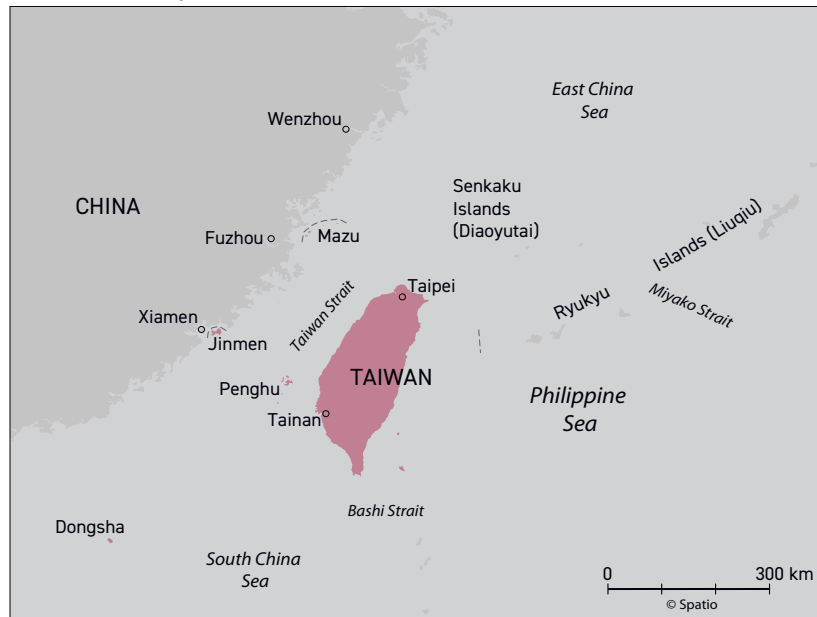 East China
Sea
Wenzhou
Senkaku
Islands
(Diaoyutai)
CHINA
Islands (Liuqiu)
Fuzhou
Mazu
Taipei
Ryukyu
Miyako Strait
Taiwan Strait
Xiamen
Jinmen
Penghu
TAIWAN
Philippine
Sea
Tainan
Bashi Strait
Dongsha
South China
Sea
0 300 km
© Spatio